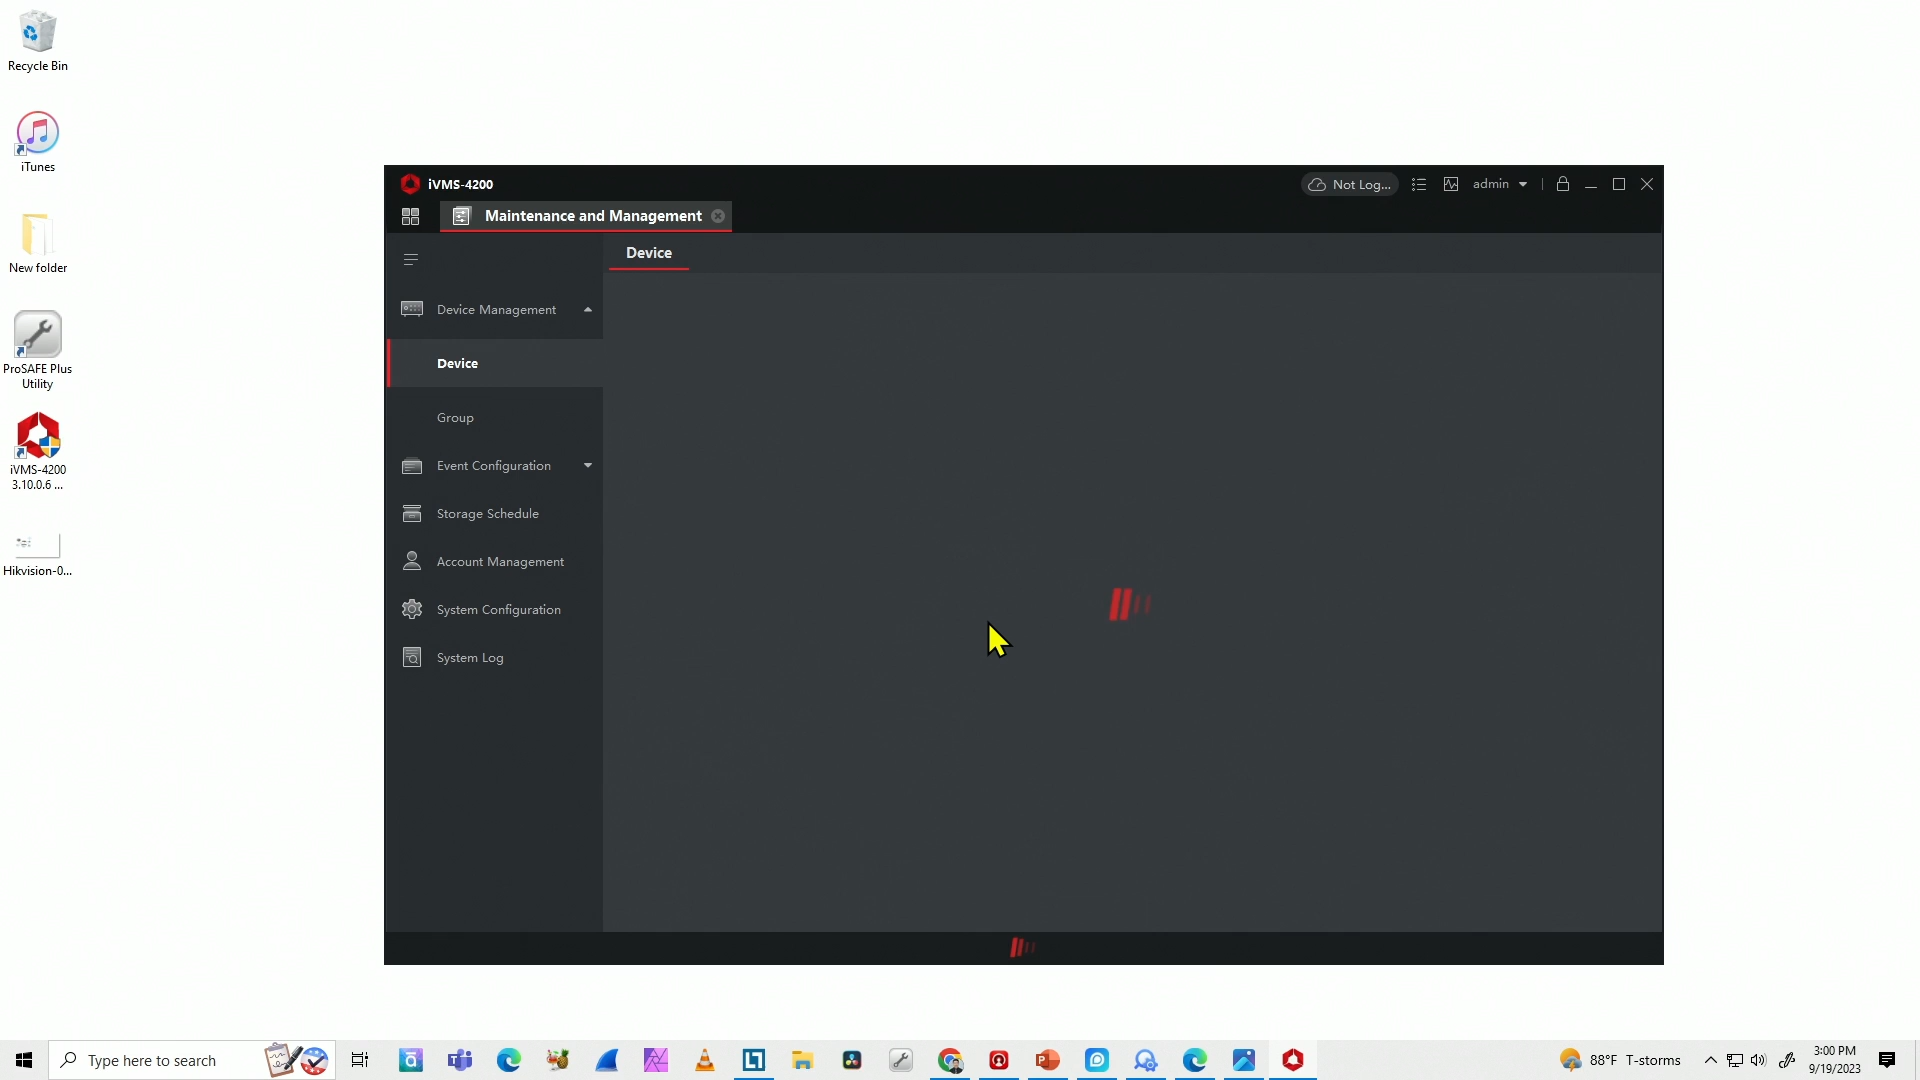 Recycle Bin
iTunes
New folder
ProSAFE Plus
Utility
iVMS-4200
3.10.0.6 ...
Hikvision-0...
iVMS-4200
Not Log...
admin
Maintenance and Management
Device
Device Management
Device
Group
Event Configuration
Storage Schedule
Account Management
System Configuration
System Log
Type here to search
88°F T-storms
3:00 PM
9/19/2023